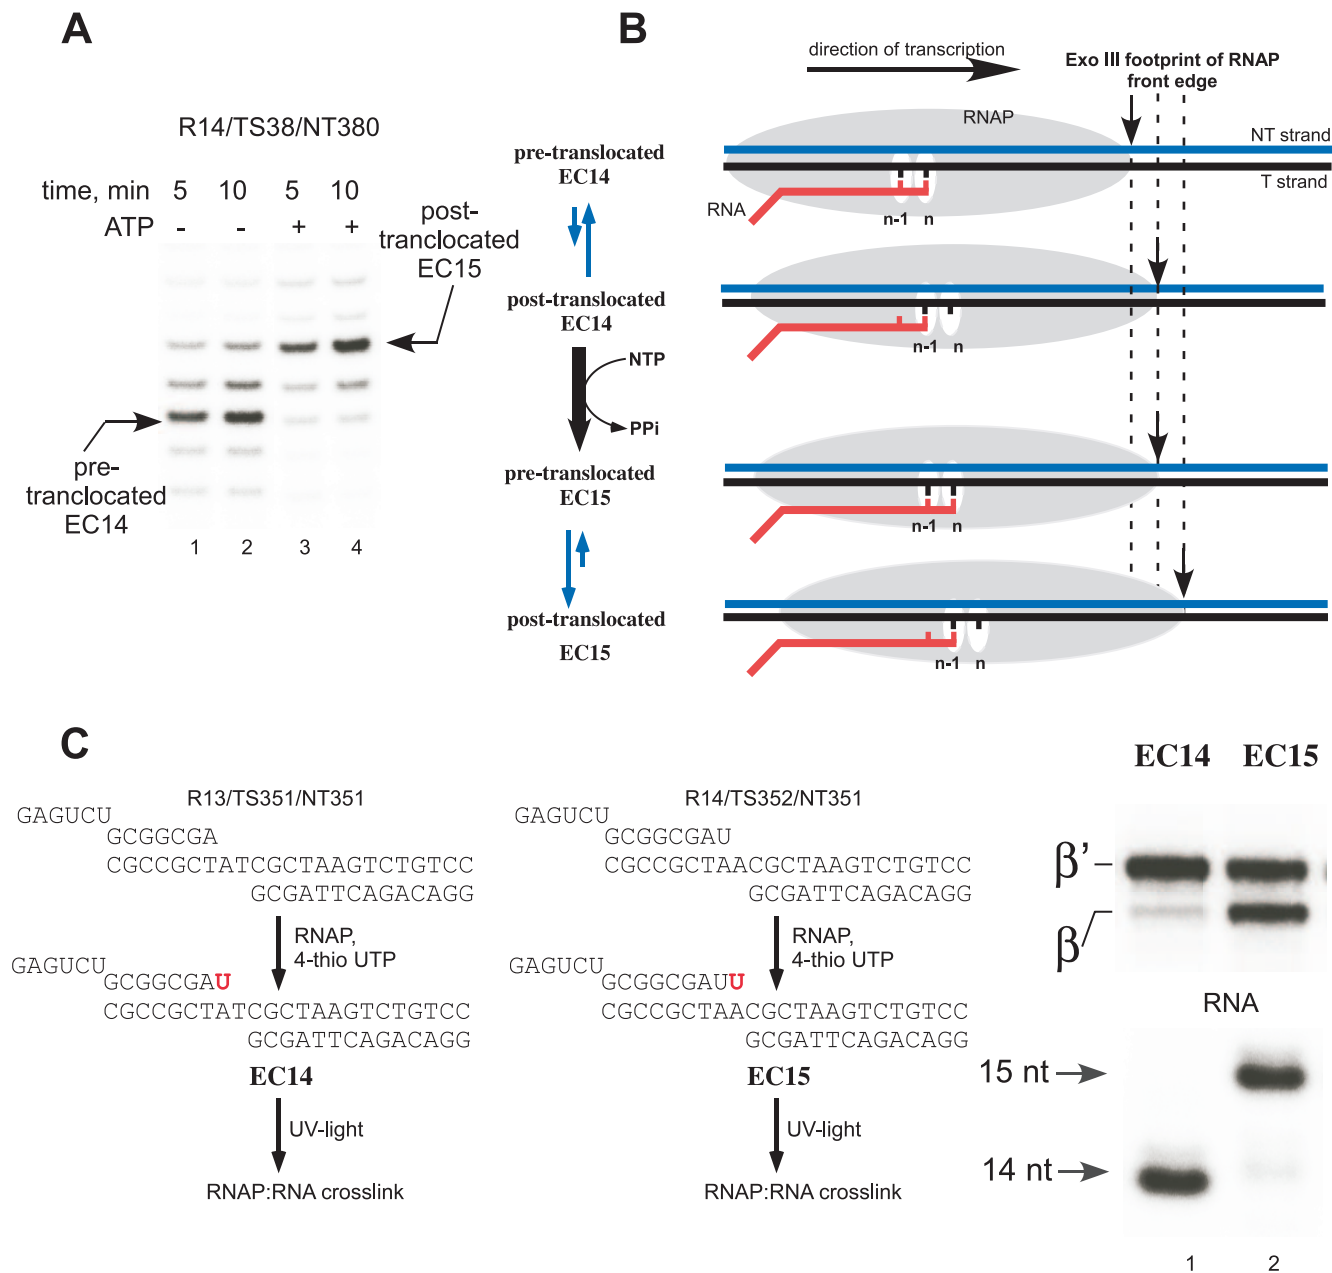 A
R14/TS38/NT380
time, min 5 10 5 10
ATP - - + +
post-
tranclocated
EC15
pre-
tranclocated
EC14
1 2 3 4
B
direction of transcription
Exo III footprint of RNAP
front edge
RNAP
NT strand
T strand
RNA
n-1 n
pre-translocated
EC14
post-translocated
EC14
n-1 n
NTP
PPi
pre-translocated
EC15
n-1 n
post-translocated
EC15
n-1 n
C
R13/TS351/NT351
GAGUCU
GCGGCGA
CGCCGCTATCGCTAAGTCTGTCC
GCGATTCAGACAGG
RNAP,
4-thio UTP
GAGUCU
GCGGCGAU
CGCCGCTATCGCTAAGTCTGTCC
GCGATTCAGACAGG
EC14
UV-light
RNAP:RNA crosslink
R14/TS352/NT351
GAGUCU
GCGGCGAU
CGCCGCTAACGCTAAGTCTGTCC
GCGATTCAGACAGG
RNAP,
4-thio UTP
GAGUCU
GCGGCGAUU
CGCCGCTAACGCTAAGTCTGTCC
GCGATTCAGACAGG
EC15
UV-light
RNAP:RNA crosslink
EC14 EC15
β'
β
RNA
15 nt
14 nt
1 2